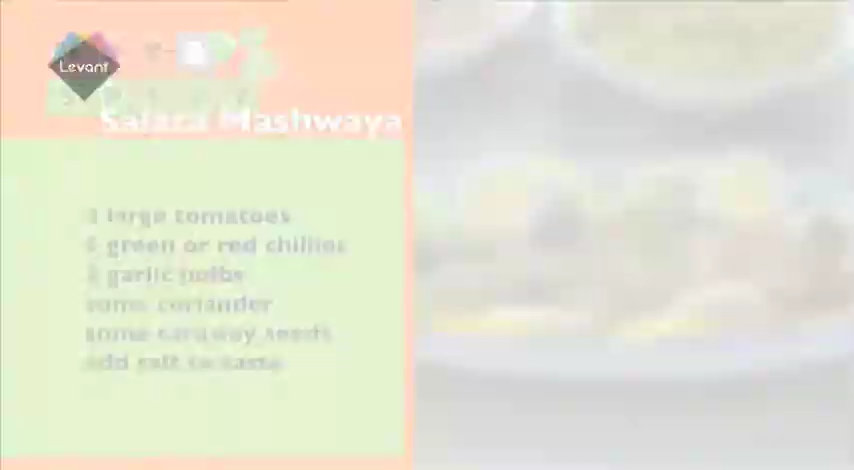 Levant
Salata Mashwaya
large tomatoes
green or red chillies
garlic bulbs
some coriander
some caraway seeds
add salt to taste